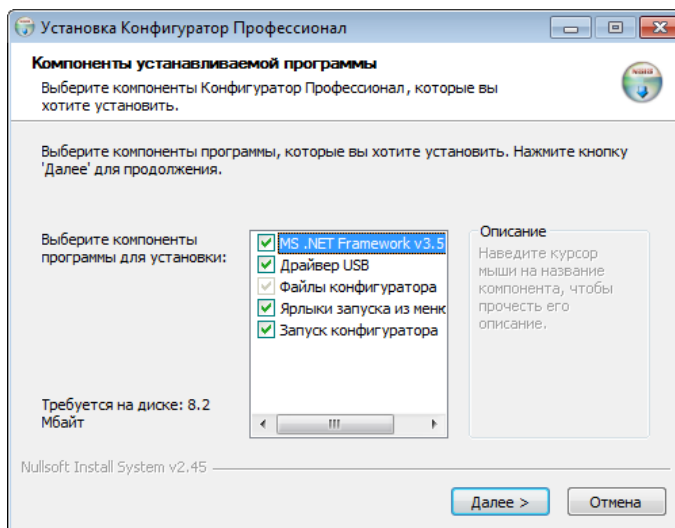 Установка Конфигуратор Профессионал
Компоненты устанавливаемой программы
Выберите компоненты Конфигуратор Профессионал, которые вы
хотите установить.
Выберите компоненты программы, которые вы хотите установить. Нажмите кнопку
'Далее' для продолжения.
Выберите компоненты
программы для установки:
MS .NET Framework v3.5
Драйвер USB
Файлы конфигуратора
Ярлыки запуска из меню
Запуск конфигуратора
Описание
Наведите курсор
мыши на название
компонента, чтобы
прочесть его
описание.
Требуется на диске: 8.2
Мбайт
Nullsoft Install System v2.45
Далее >
Отмена